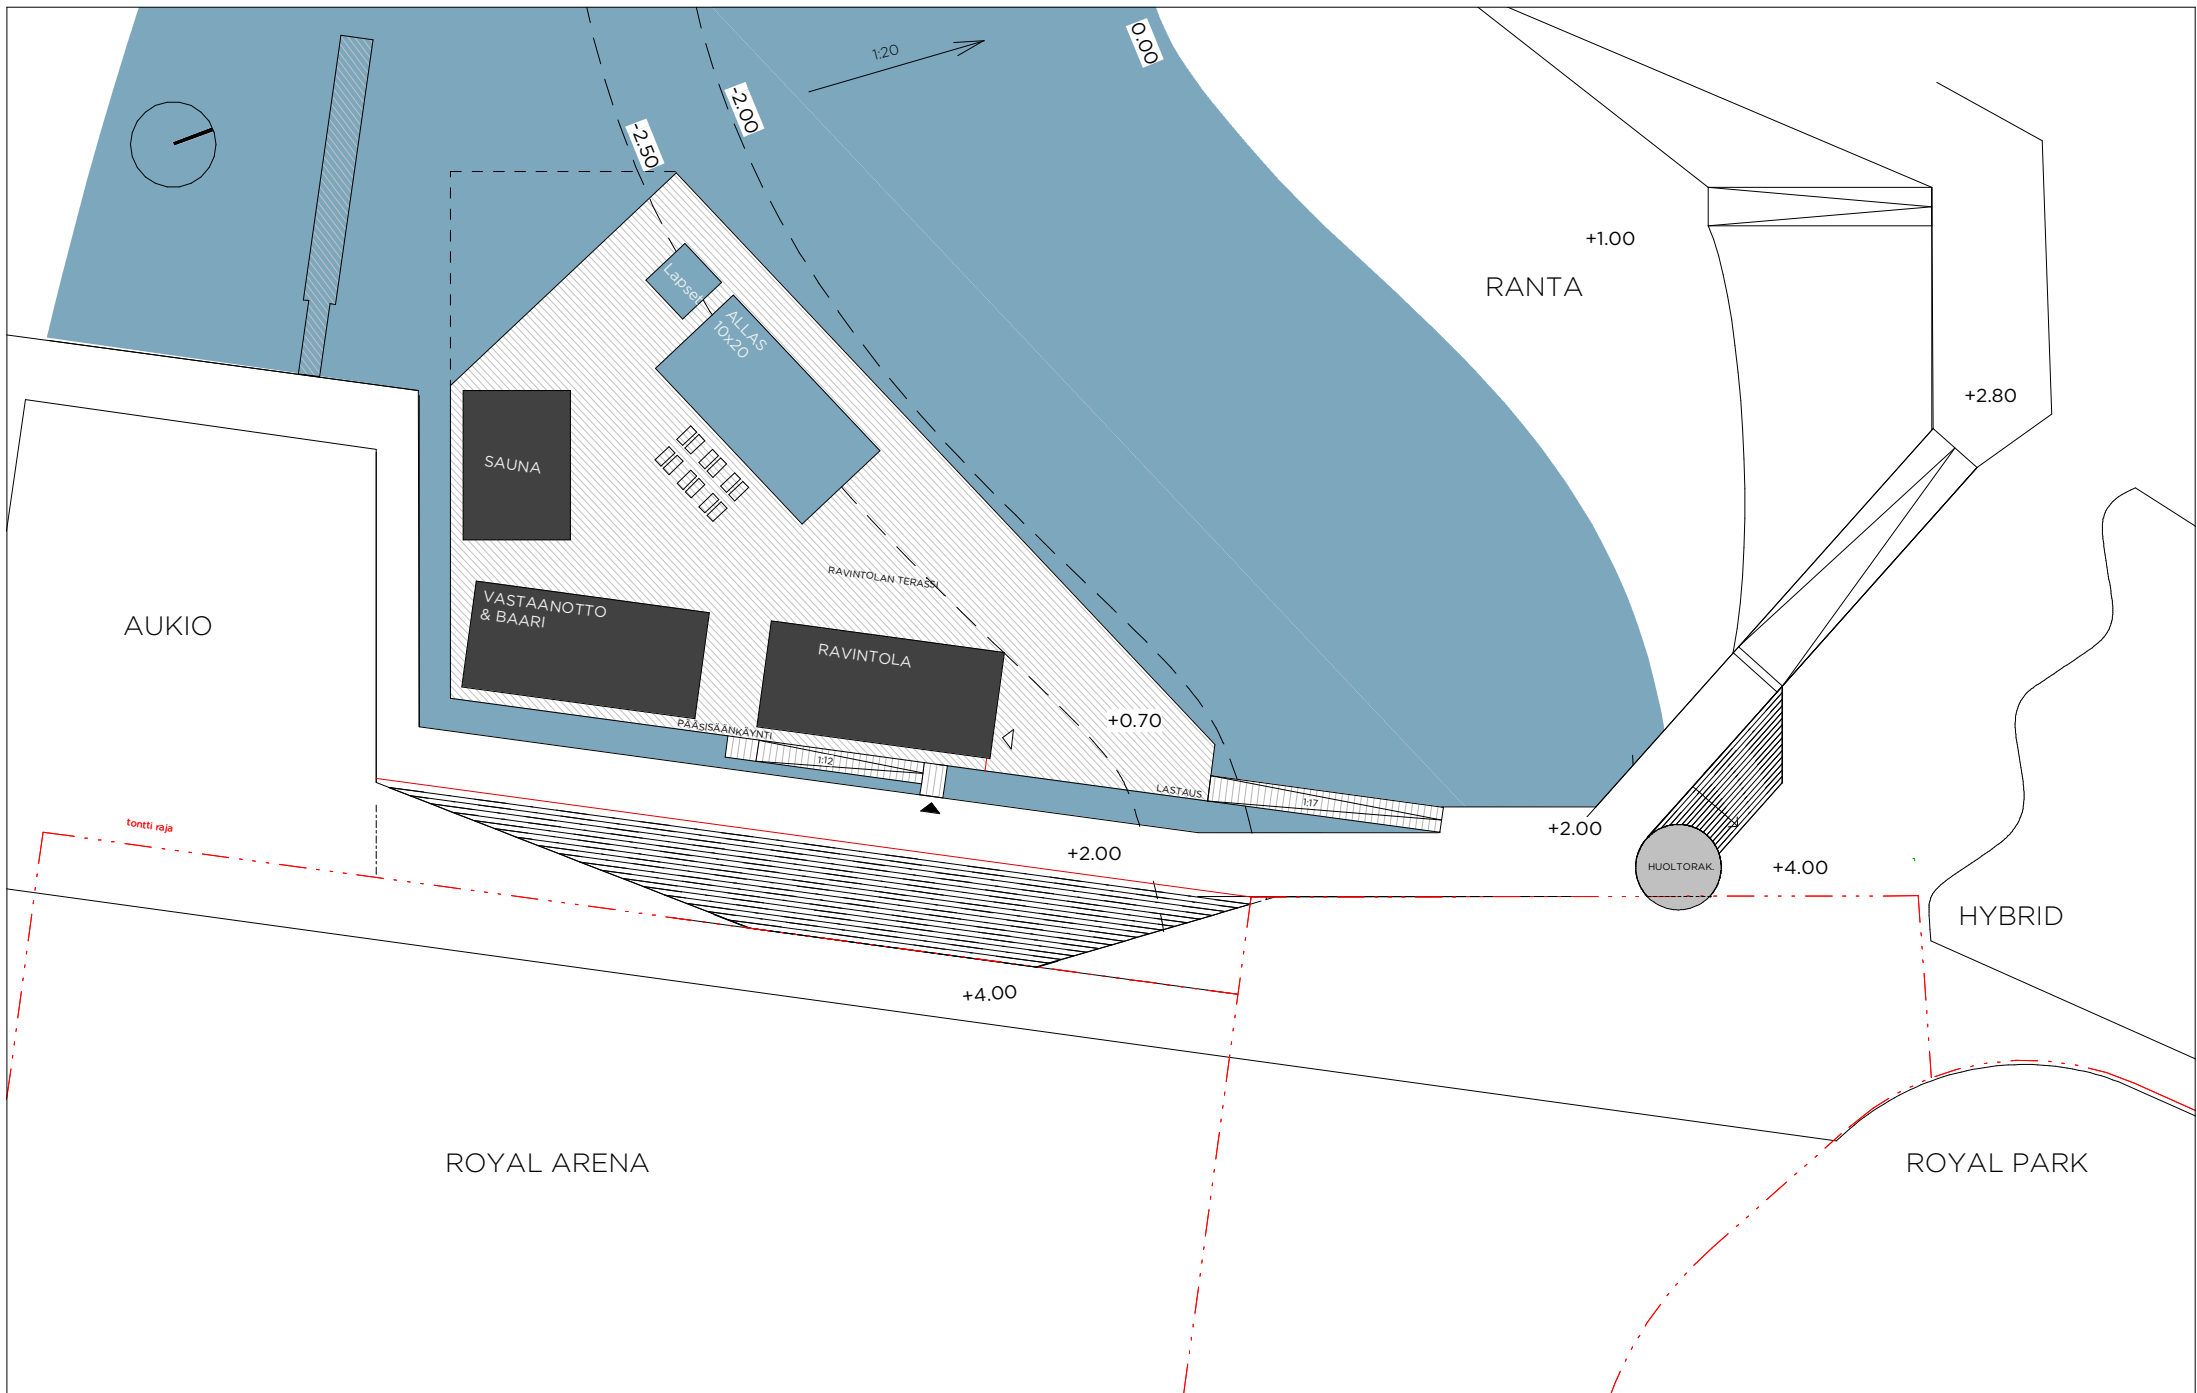 0.00
1:20
-2.00
-2.50
+1.00
RANTA
Lapset
ALLAS
10x20
+2.80
SAUNA
RAVINTOLAN TERASSI
VASTAANOTTO
& BAARI
AUKIO
RAVINTOLA
+0.70
PÄÄSISÄÄNKÄYNTI
1:12
LASTAUS
1:17
tontti raja
+2.00
+2.00
HUOLTORAK.
+4.00
HYBRID
+4.00
ROYAL ARENA
ROYAL PARK